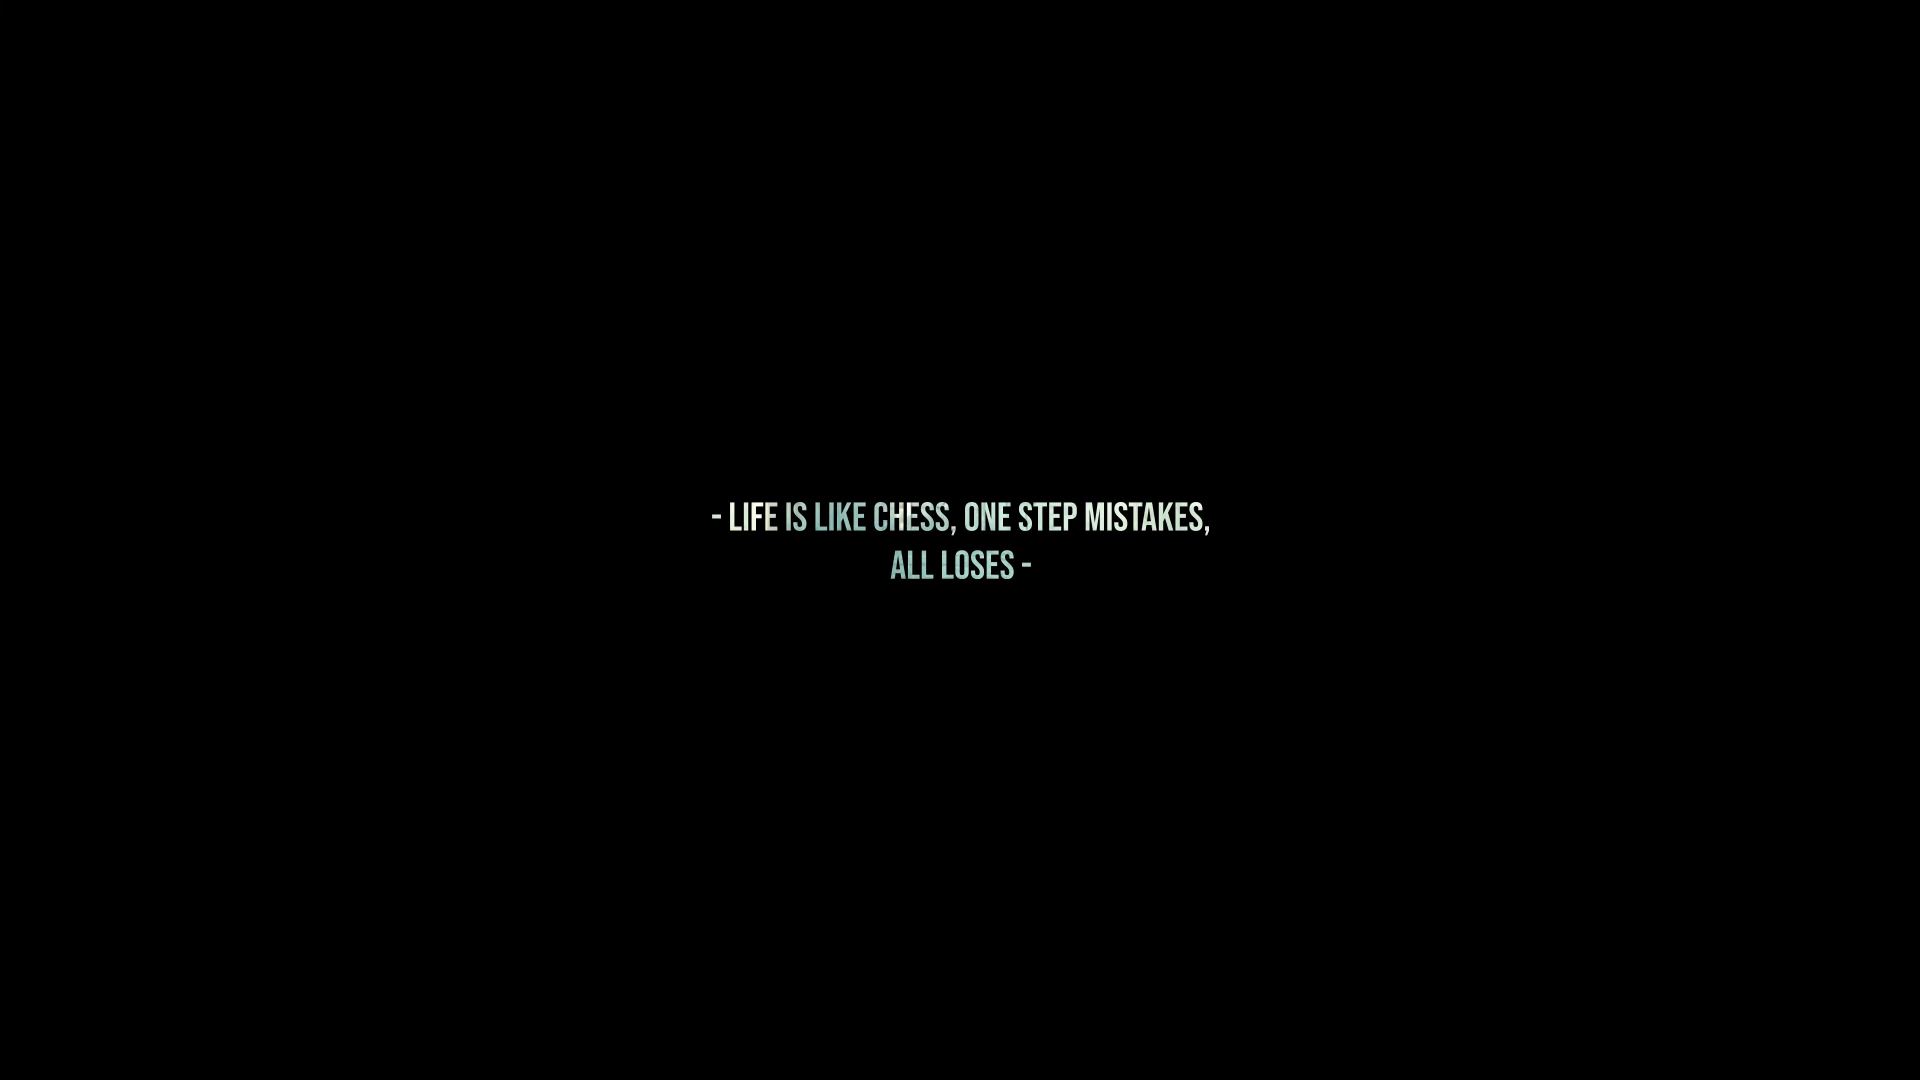 - LIFE IS LIKE CHESS, ONE STEP MISTAKES,
ALL LOSES -